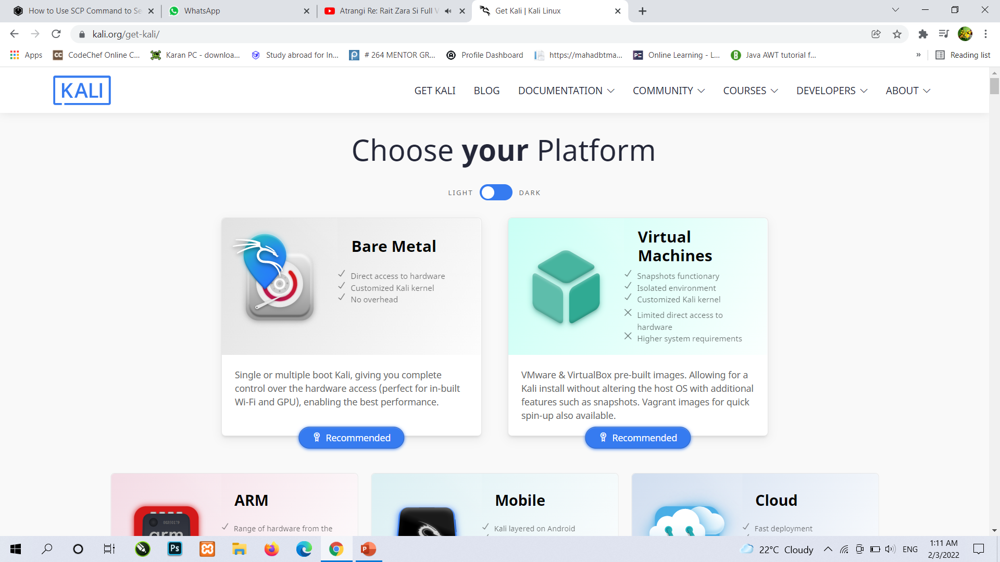 How to Use SCP Command to Se
WhatsApp
Atrangi Re: Rait Zara Si Full V
Get Kali | Kali Linux
kali.org/get-kali/
Apps
CodeChef Online C...
Karan PC - downloa...
Study abroad for In...
# 264 MENTOR GR...
Profile Dashboard
https://mahadbtma...
Online Learning - L...
Java AWT tutorial f...
»
Reading list
KALI
GET KALI
BLOG
DOCUMENTATION
COMMUNITY
COURSES
DEVELOPERS
ABOUT
Choose your Platform
LIGHT
DARK
Bare Metal
Direct access to hardware
Customized Kali kernel
No overhead
Single or multiple boot Kali, giving you complete
control over the hardware access (perfect for in-built
Wi-Fi and GPU), enabling the best performance.
Recommended
Virtual
Machines
Snapshots functionary
Isolated environment
Customized Kali kernel
Limited direct access to
hardware
Higher system requirements
VMware & VirtualBox pre-built images. Allowing for a
Kali install without altering the host OS with additional
features such as snapshots. Vagrant images for quick
spin-up also available.
Recommended
ARM
00350179
arm
Range of hardware from the
Mobile
Kali layered on Android
Cloud
Fast deployment
22°C Cloudy
ENG
1:11 AM
2/3/2022